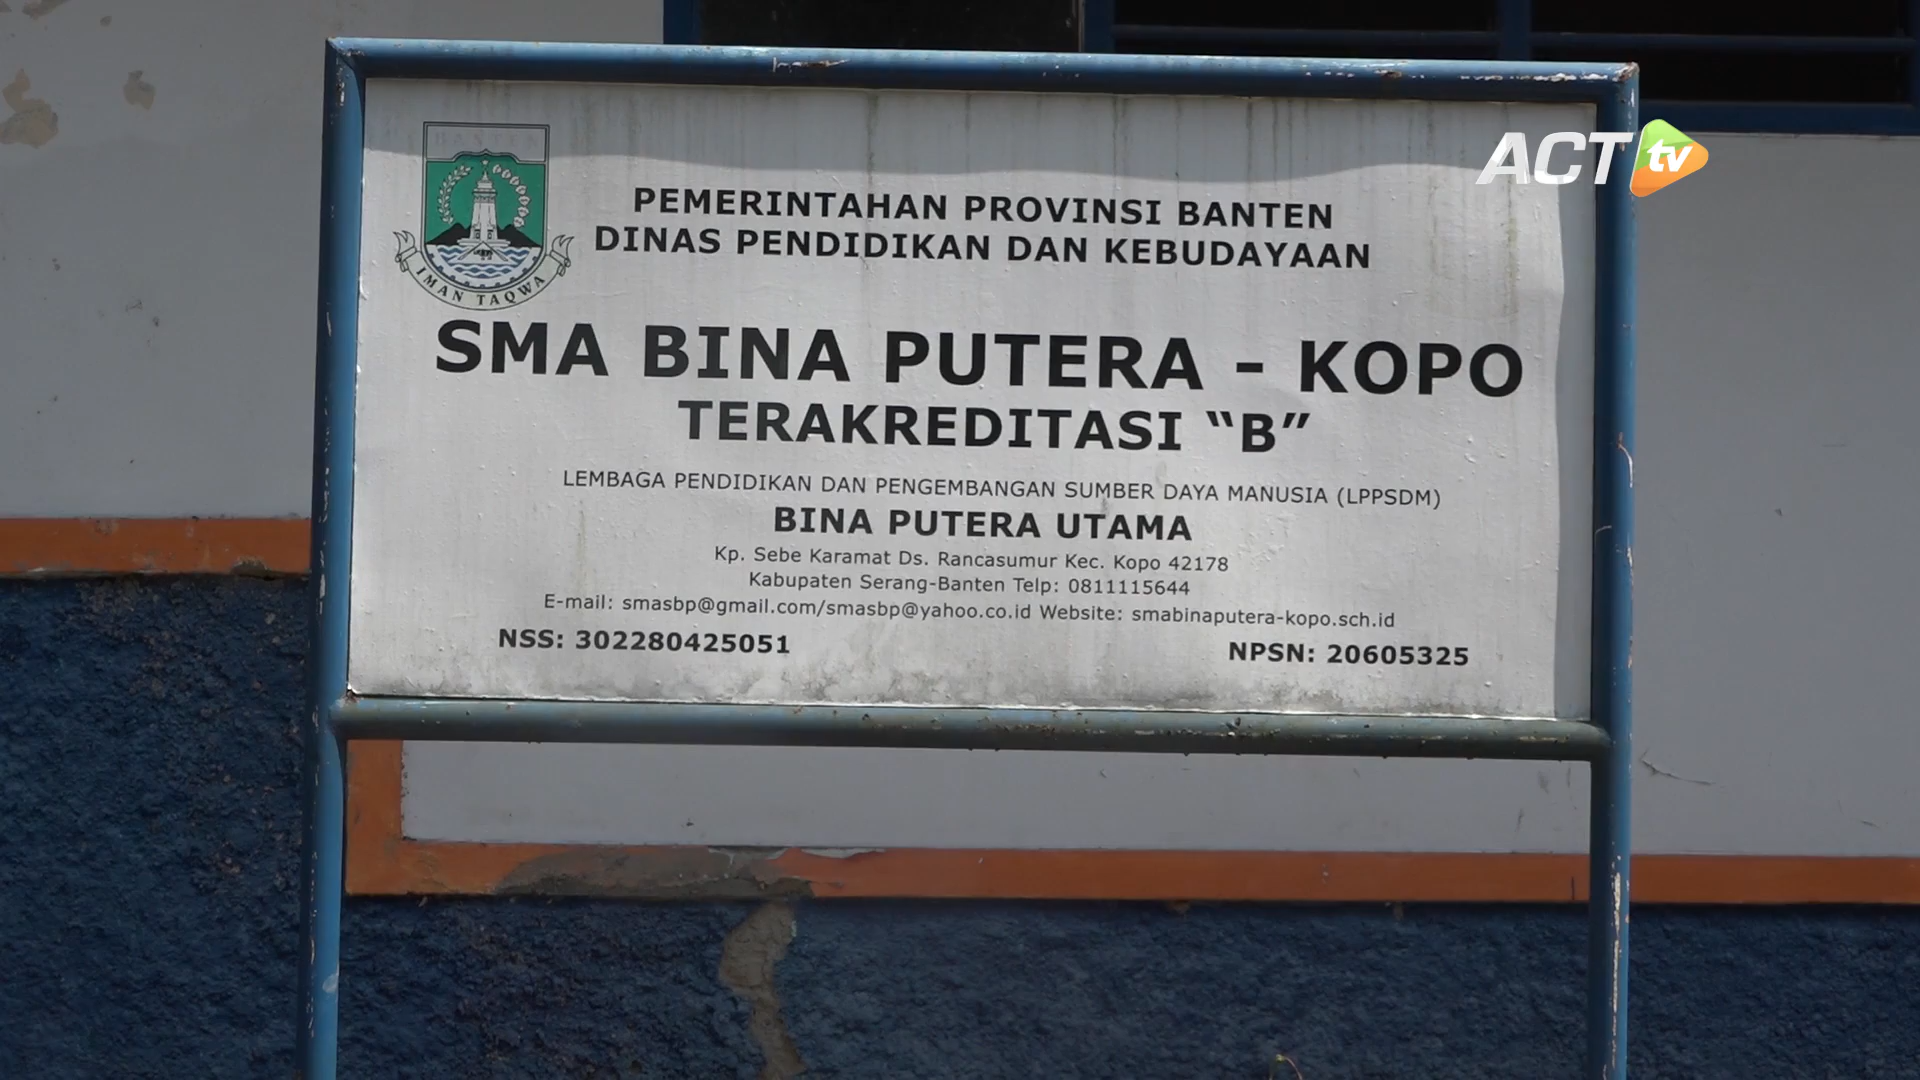 ACT tv
BANTEN
IMAN TAQWA
PEMERINTAHAN PROVINSI BANTEN
DINAS PENDIDIKAN DAN KEBUDAYAAN
SMA BINA PUTERA - KOPO
TERAKREDITASI “B”
LEMBAGA PENDIDIKAN DAN PENGEMBANGAN SUMBER DAYA MANUSIA (LPPSDM)
BINA PUTERA UTAMA
Kp. Sebe Karamat Ds. Rancasumur Kec. Kopo 42178
Kabupaten Serang-Banten Telp: 0811115644
E-mail: smasbp@gmail.com/smasbp@yahoo.co.id Website: smabinaputera-kopo.sch.id
NSS: 302280425051 NPSN: 20605325